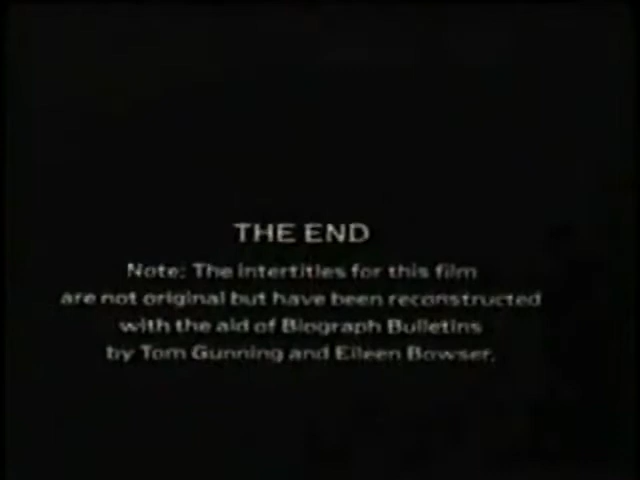 THE END
Note: The intertitles for this film
are not original but have been reconstructed
with the aid of Biograph Bulletins
by Tom Gunning and Eileen Bowser.